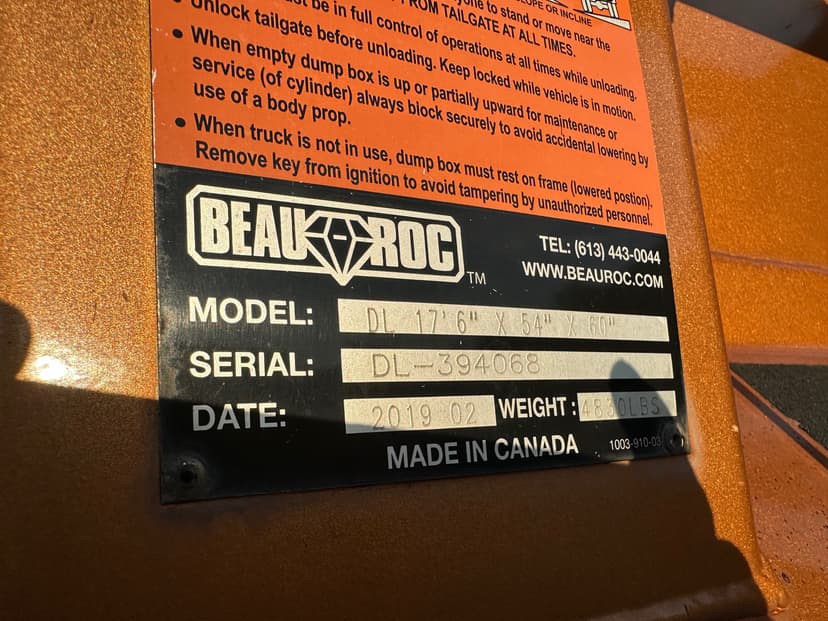 SLOPE OR INCLINE
yone to stand or move near the
FROM TAILGATE AT ALL TIMES.
be in full control of operations at all times while unloading.
• Unlock tailgate before unloading. Keep locked while vehicle is in motion.
• When empty dump box is up or partially upward for maintenance or
service (of cylinder) always block securely to avoid accidental lowering by
use of a body prop.
• When truck is not in use, dump box must rest on frame (lowered postion).
Remove key from ignition to avoid tampering by unauthorized personnel.
BEAU ROC TM
TEL: (613) 443-0044
WWW.BEAUROC.COM
MODEL: DL 17'6" X 54" X 60"
SERIAL: DL-394068
DATE: 2019 02 WEIGHT: 4830LBS
MADE IN CANADA 1003-910-03